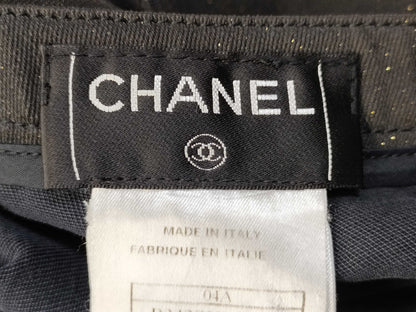 CHANEL
MADE IN ITALY
FABRIQUE EN ITALIE
04A